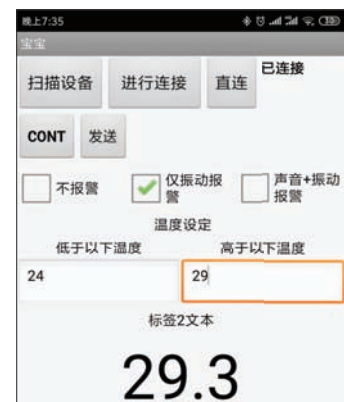 晚上7:35
宝宝
扫描设备 进行连接 直连 已连接
CONT 发送
不报警 仅振动报警 声音+振动报警
温度设定
低于以下温度 高于以下温度
24 29
标签2文本
29.3